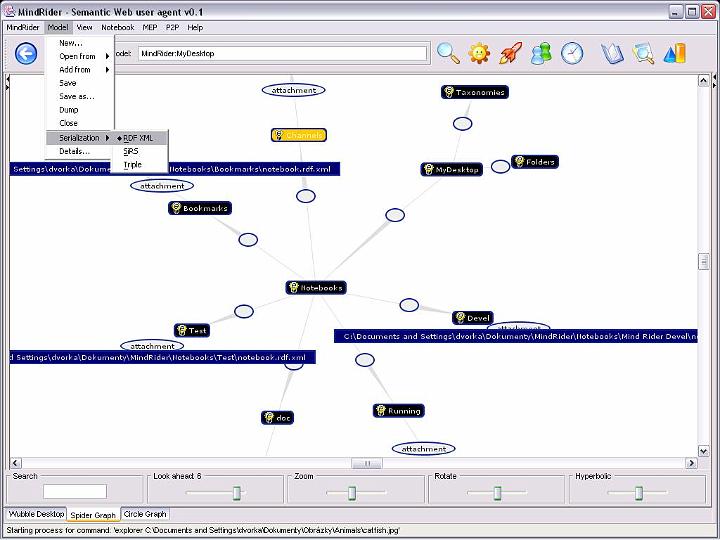 MindRider - Semantic Web user agent v0.1
MindRider Model View Notebook MEP P2P Help
odel: MindRider:MyDesktop
New...
Open from
Add from
Save
Save as...
Dump
Close
Serialization
Details...
RDF XML
SiRS
Triple
attachment
Taxonomies
Channels
Folders
MyDesktop
Settings\dvorka\Dokume
Notebooks\Bookmarks\notebook.rdf.xml
attachment
Bookmarks
Notebooks
Devel
attachment
Test
C:\Documents and Settings\dvorka\Dokumenty\MindRider\Notebooks\Mind Rider Devel\n
attachment
d Settings\dvorka\Dokumenty\MindRider\Notebooks\Test\notebook.rdf.xml
Running
doc
attachment
Search Look ahead: 6 Zoom Rotate Hyperbolic
Wubble Desktop Spider Graph Circle Graph
Starting process for command: 'explorer C:\Documents and Settings\dvorka\Dokumenty\Obrázky\Animals\catfish.jpg'